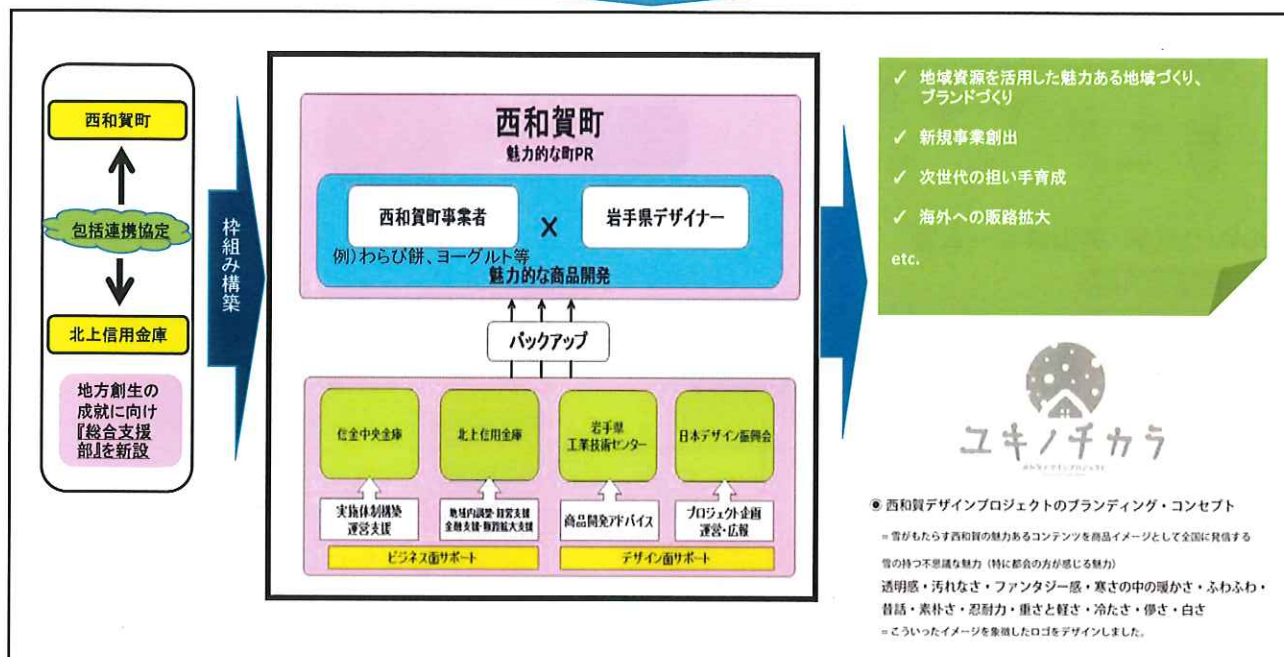 西和賀町
包括連携協定
北上信用金庫
地方創生の
成就に向け
『総合支援
部』を新設
枠組み構築
西和賀町
魅力的な町PR
西和賀町事業者
×
岩手県デザイナー
例)わらび餅、ヨーグルト等
魅力的な商品開発
バックアップ
信金中央金庫
北上信用金庫
岩手県
工業技術センター
日本デザイン振興会
実施体制構築
運営支援
地域内調整・経営支援
金融支援・販路拡大支援
商品開発アドバイス
プロジェクト企画
運営・広報
ビジネス面サポート
デザイン面サポート
✓ 地域資源を活用した魅力ある地域づくり、
ブランドづくり
✓ 新規事業創出
✓ 次世代の担い手育成
✓ 海外への販路拡大
etc.
ユキノチカラ
◉ 西和賀デザインプロジェクトのブランディング・コンセプト
= 雪がもたらす西和賀の魅力あるコンテンツを商品イメージとして全国に発信する
雪の持つ不思議な魅力（特に都会の方が感じる魅力）
透明感・汚れなさ・ファンタジー感・寒さの中の暖かさ・ふわふわ・
昔話・素朴さ・忍耐力・重さと軽さ・冷たさ・儚さ・白さ
= こういったイメージを象徴したロゴをデザインしました。